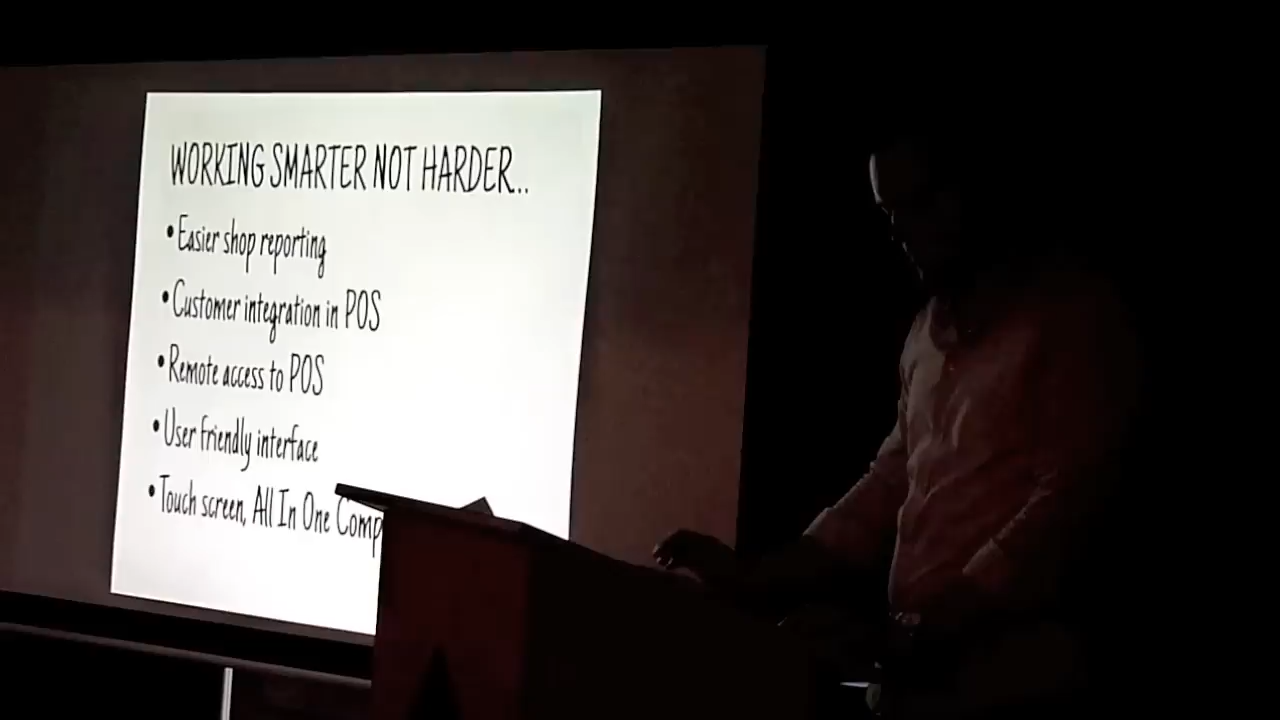 WORKING SMARTER NOT HARDER..
• Easier shop reporting
• Customer integration in POS
• Remote access to POS
• User friendly interface
• Touch screen, All In One